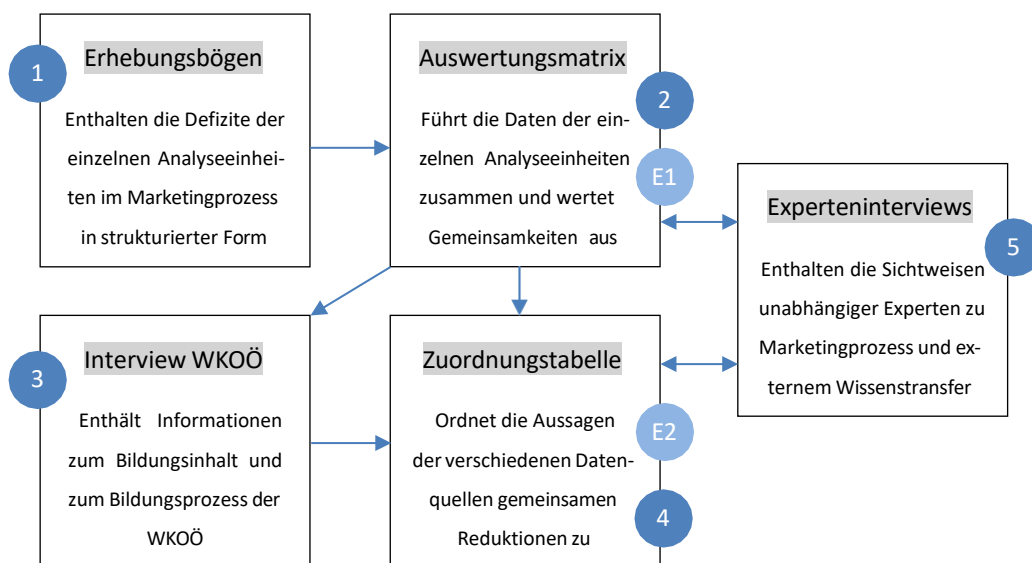 1
Erhebungsbögen
Enthalten die Defizite der
einzelnen Analyseeinhei-
ten im Marketingprozess
in strukturierter Form
Auswertungsmatrix
2
Führt die Daten der ein-
zelnen Analyseeinheiten
zusammen und wertet
Gemeinsamkeiten aus
E1
Experteninterviews
5
Enthalten die Sichtweisen
unabhängiger Experten zu
Marketingprozess und ex-
ternem Wissenstransfer
3
Interview WKOÖ
Enthält Informationen
zum Bildungsinhalt und
zum Bildungsprozess der
WKOÖ
Zuordnungstabelle
Ordnet die Aussagen
der verschiedenen Daten-
quellen gemeinsamen
Reduktionen zu
E2
4